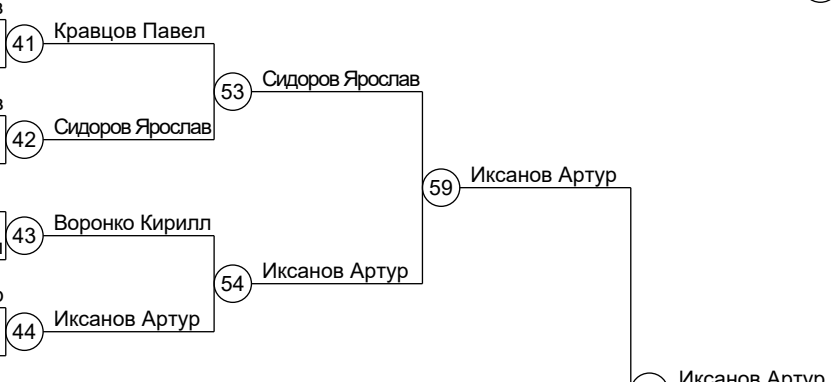 41 Кравцов Павел
53 Сидоров Ярослав
42 Сидоров Ярослав
59 Иксанов Артур
43 Воронко Кирилл
54 Иксанов Артур
44 Иксанов Артур
Иксанов Артур